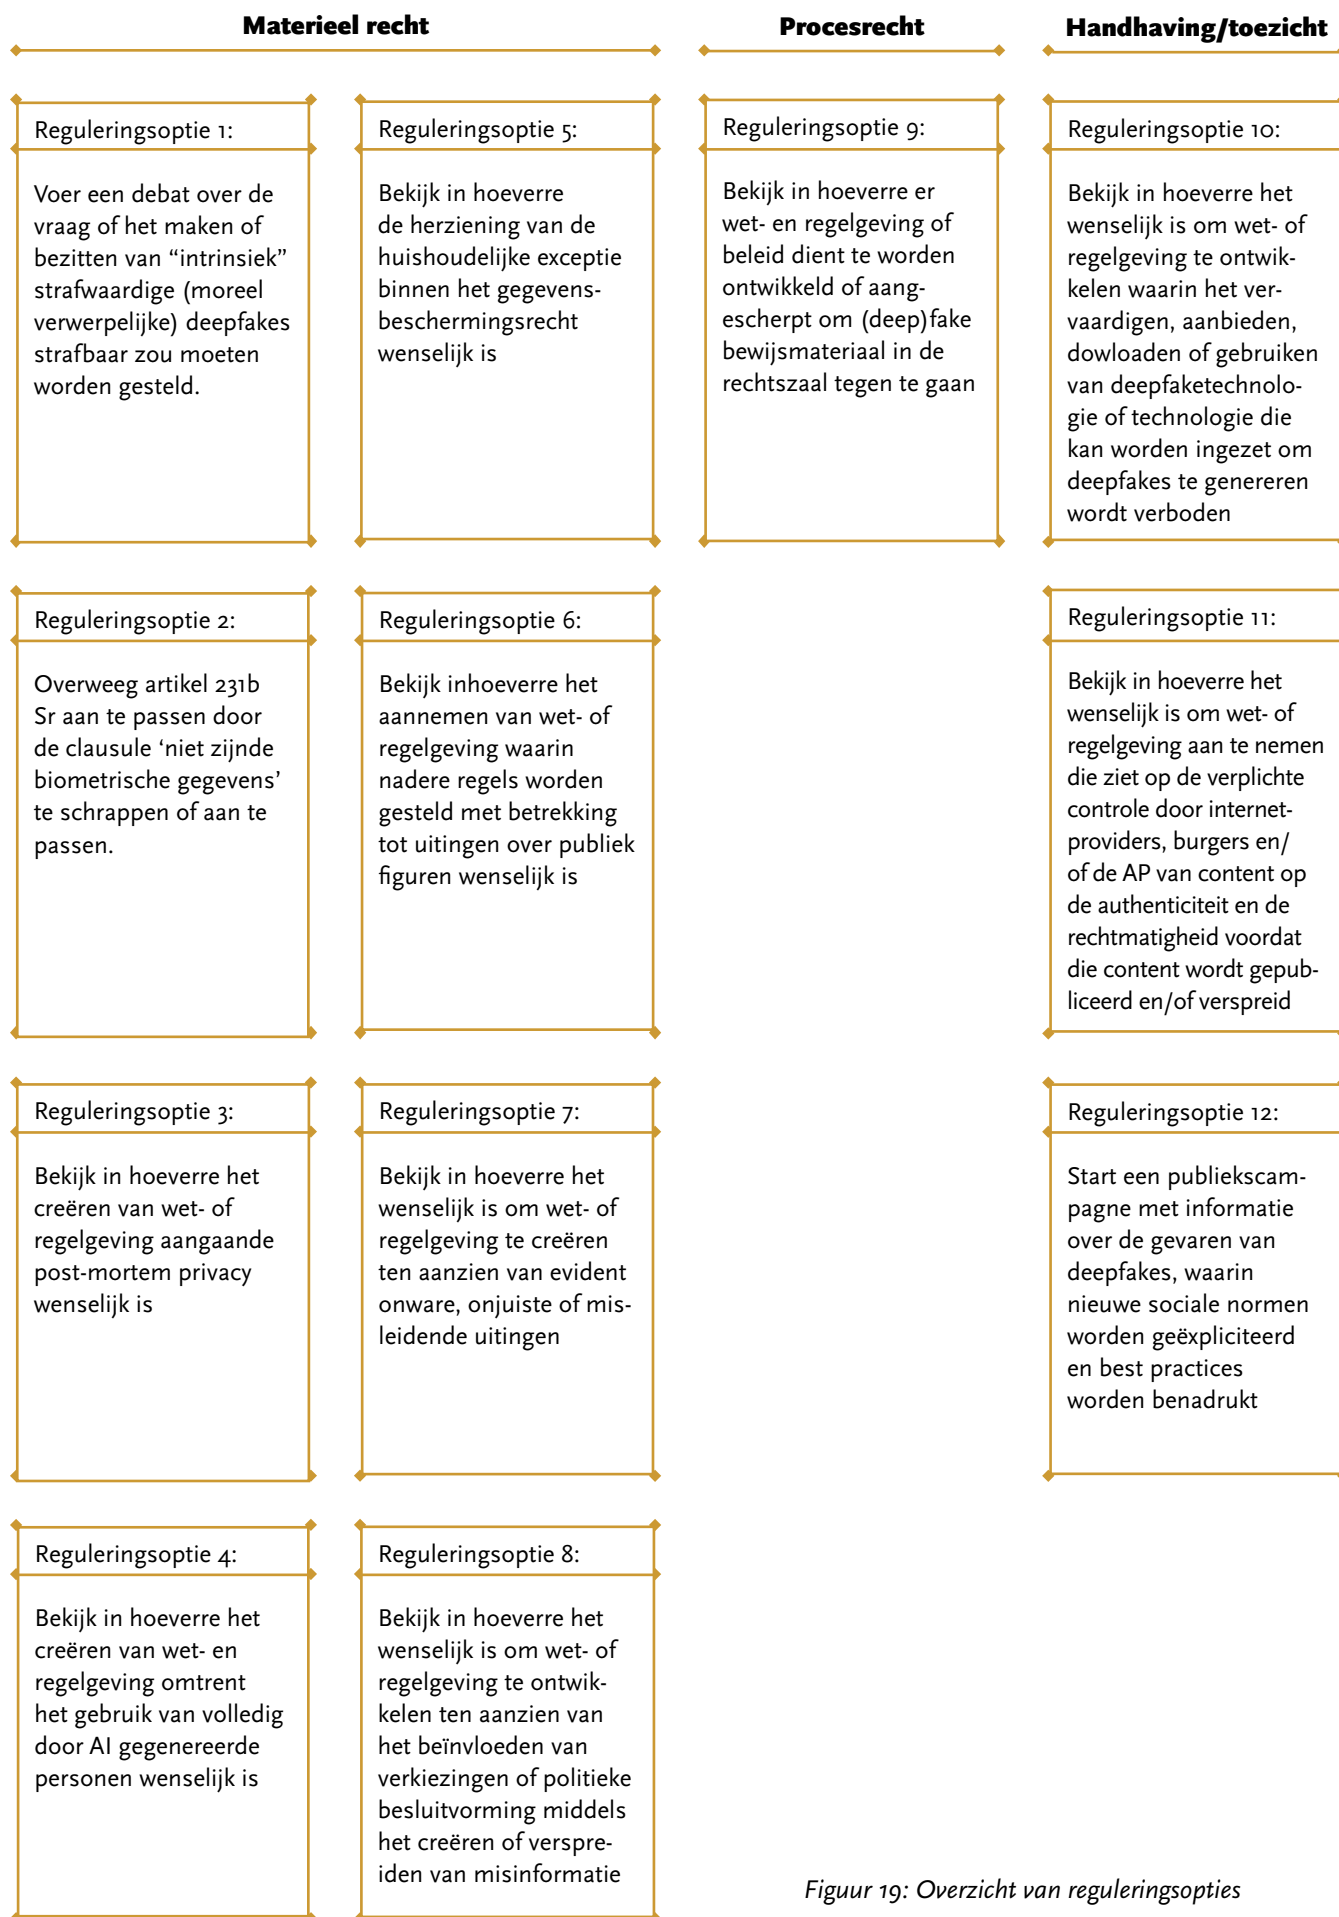 Materieel recht
Procesrecht
Handhaving/toezicht
Reguleringsoptie 1:
Voer een debat over de
vraag of het maken of
bezitten van “intrinsiek”
strafwaardige (moreel
verwerpelijke) deepfakes
strafbaar zou moeten
worden gesteld.
Reguleringsoptie 2:
Overweeg artikel 231b
Sr aan te passen door
de clausule ‘niet zijnde
biometrische gegevens’
te schrappen of aan te
passen.
Reguleringsoptie 3:
Bekijk in hoeverre het
creëren van wet- of
regelgeving aangaande
post-mortem privacy
wenselijk is
Reguleringsoptie 4:
Bekijk in hoeverre het
creëren van wet- en
regelgeving omtrent
het gebruik van volledig
door AI gegenereerde
personen wenselijk is
Reguleringsoptie 5:
Bekijk in hoeverre
de herziening van de
huishoudelijke exceptie
binnen het gegevens-
beschermingsrecht
wenselijk is
Reguleringsoptie 6:
Bekijk inhoeverre het
aannemen van wet- of
regelgeving waarin
nadere regels worden
gesteld met betrekking
tot uitingen over publiek
figuren wenselijk is
Reguleringsoptie 7:
Bekijk in hoeverre het
wenselijk is om wet- of
regelgeving te creëren
ten aanzien van evident
onware, onjuiste of mis-
leidende uitingen
Reguleringsoptie 8:
Bekijk in hoeverre het
wenselijk is om wet- of
regelgeving te ontwik-
kelen ten aanzien van
het beïnvloeden van
verkiezingen of politieke
besluitvorming middels
het creëren of versprei-
iden van misinformatie
Reguleringsoptie 9:
Bekijk in hoeverre er
wet- en regelgeving of
beleid dient te worden
ontwikkeld of aang-
escherpt om (deep)fake
bewijsmateriaal in de
rechtszaal tegen te gaan
Reguleringsoptie 10:
Bekijk in hoeverre het
wenselijk is om wet- of
regelgeving te ontwik-
kelen waarin het ver-
vaardigen, aanbieden,
dowloaden of gebruiken
van deepfaketechnolo-
gie of technologie die
kan worden ingezet om
deepfakes te genereren
wordt verboden
Reguleringsoptie 11:
Bekijk in hoeverre het
wenselijk is om wet- of
regelgeving aan te nemen
die ziet op de verplichte
controle door internet-
providers, burgers en/
of de AP van content op
de authenticiteit en de
rechtmatigheid voordat
die content wordt gepub-
liceerd en/of verspreid
Reguleringsoptie 12:
Start een publiekscam-
pagne met informatie
over de gevaren van
deepfakes, waarin
nieuwe sociale normen
worden geëxpliciteerd
en best practices
worden benadrukt
Figuur 19: Overzicht van reguleringsopties